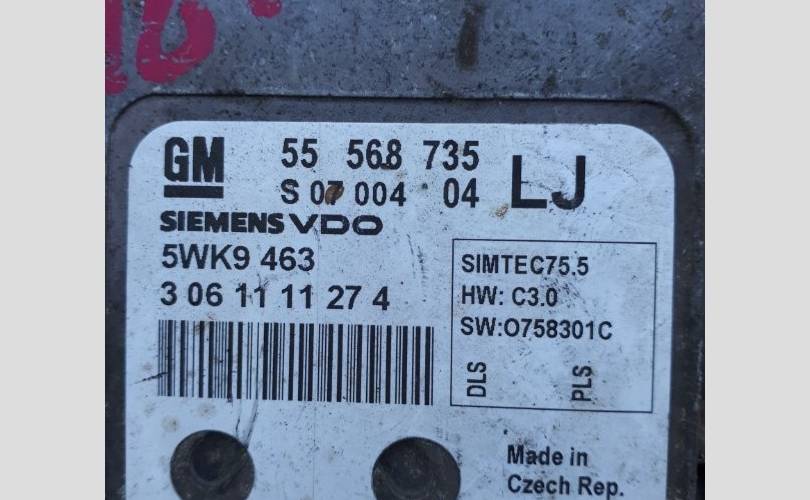 GM 55 568 735 LJ
S 07 004 04
SIEMENS VDO
5WK9 463
3 06 11 11 27 4
SIMTEC75.5
HW: C3.0
SW:O758301C
DLS PLS
Made in
Czech Rep.